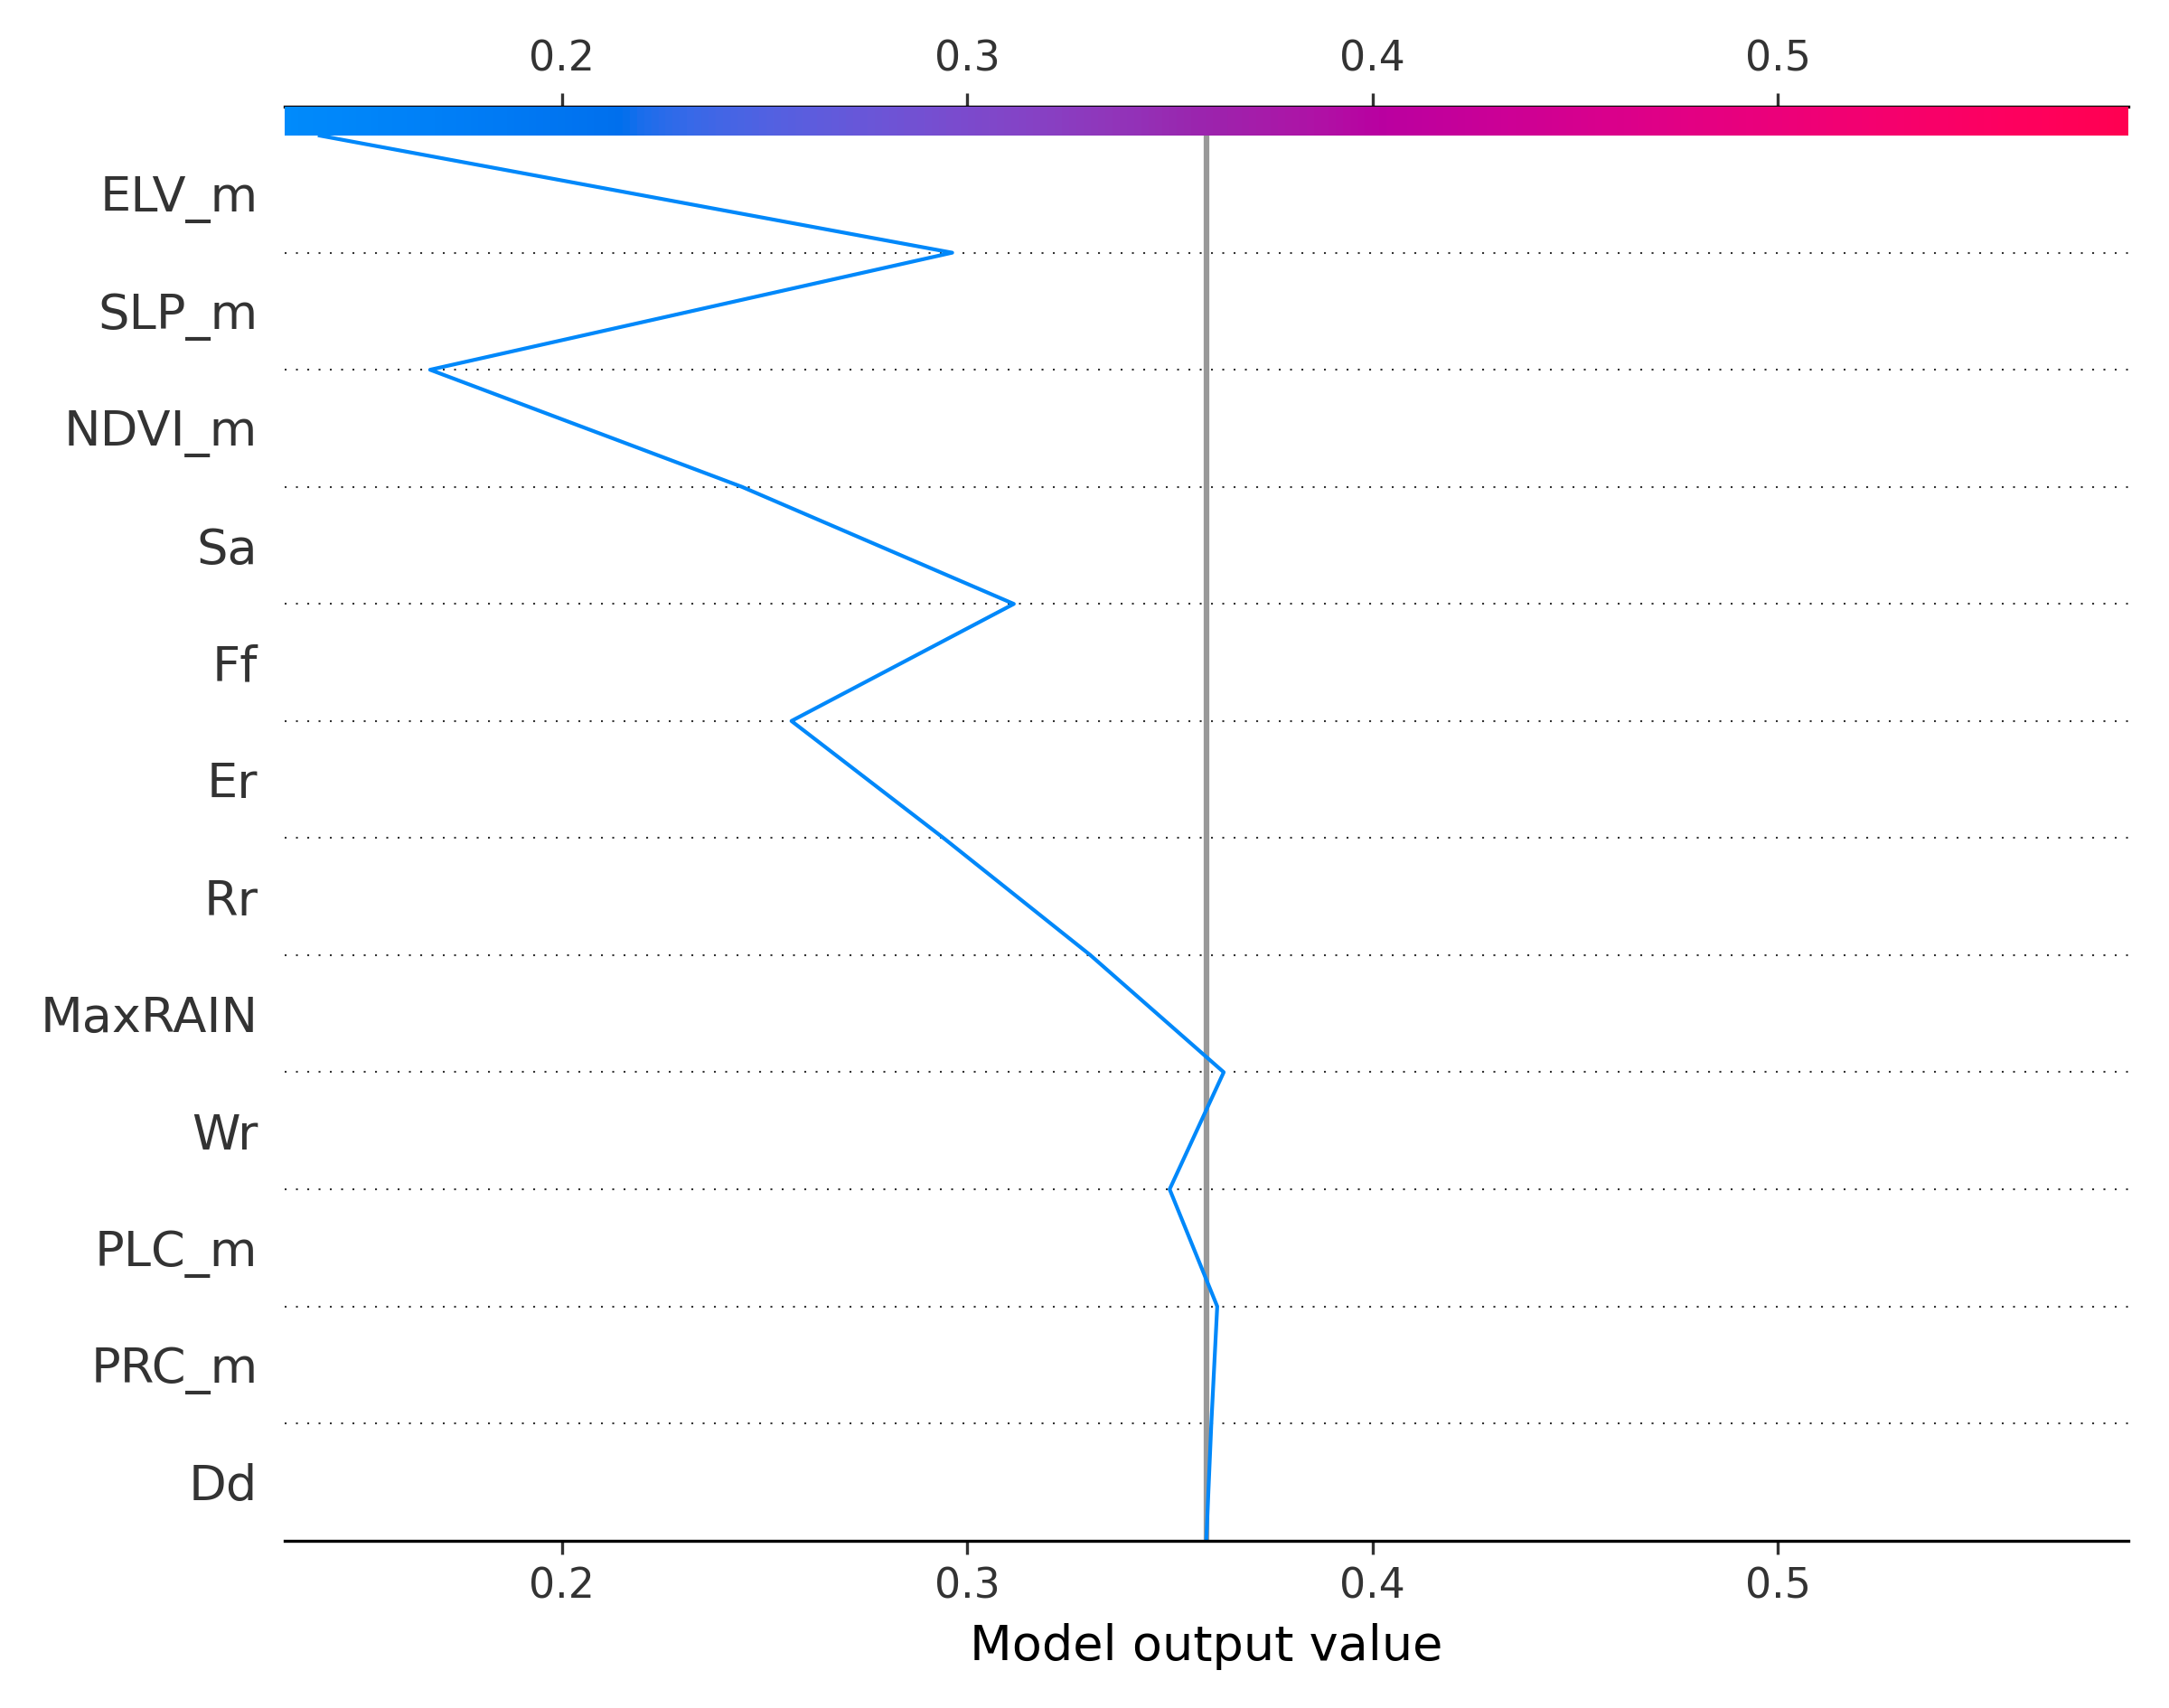 0.2 0.3 0.4 0.5
ELV_m
SLP_m
NDVI_m
Sa
Ff
Er
Rr
MaxRAIN
Wr
PLC_m
PRC_m
Dd
0.2 0.3 0.4 0.5
Model output value